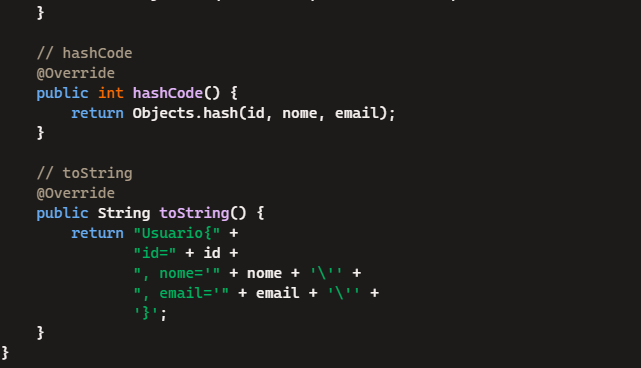 }
// hashCode
@Override
public int hashCode() {
return Objects.hash(id, nome, email);
}
// toString
@Override
public String toString() {
return "Usuario{" +
"id=" + id +
", nome='" + nome + '\'' +
", email='" + email + '\'' +
'}';
}
}